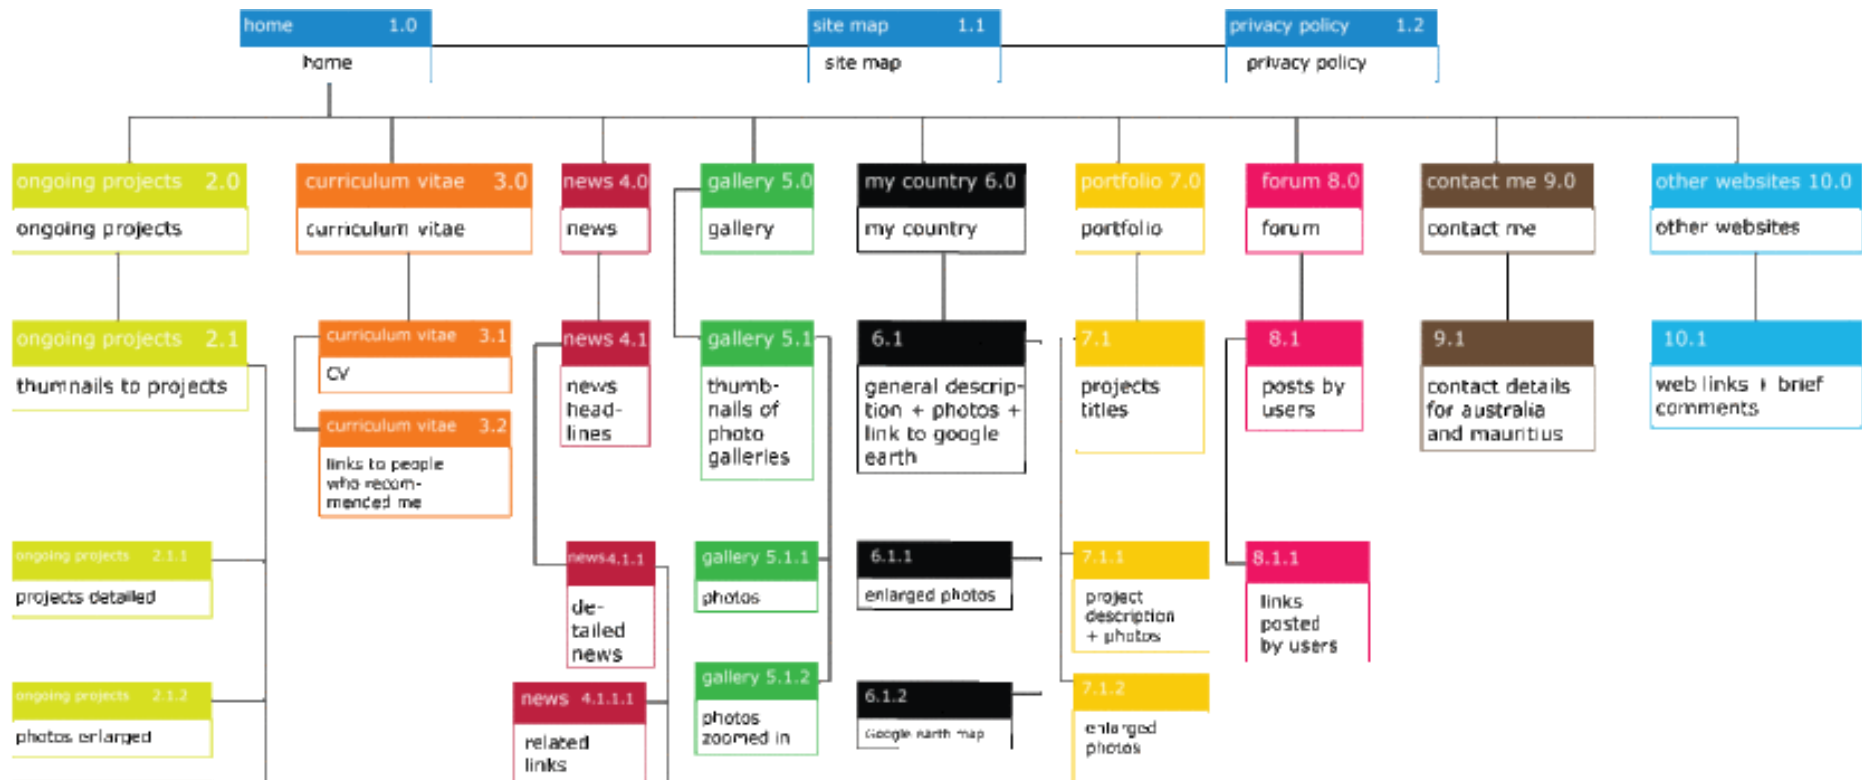 home 1.0
home
site map 1.1
site map
privacy policy 1.2
privacy policy
ongoing projects 2.0
ongoing projects
curriculum vitae 3.0
curriculum vitae
news 4.0
news
gallery 5.0
gallery
my country 6.0
my country
portfolio 7.0
portfolio
forum 8.0
forum
contact me 9.0
contact me
other websites 10.0
other websites
ongoing projects 2.1
thumnails to projects
curriculum vitae 3.1
CV
curriculum vitae 3.2
links to people
who recom-
mended me
news 4.1
news
head-
lines
gallery 5.1
thumb-
nails of
photo
galleries
6.1
general descrip-
tion + photos +
link to google
earth
7.1
projects
titles
8.1
posts by
users
9.1
contact details
for australia
and mauritius
10.1
web links + brief
comments
ongoing projects 2.1.1
projects detailed
news 4.1.1
de-
tailed
news
gallery 5.1.1
photos
6.1.1
enlarged photos
7.1.1
project
description
+ photos
8.1.1
links
posted
by users
ongoing projects 2.1.2
photos enlarged
news 4.1.1.1
related
links
gallery 5.1.2
photos
zoomed in
6.1.2
Google earth map
7.1.2
enlarged
photos